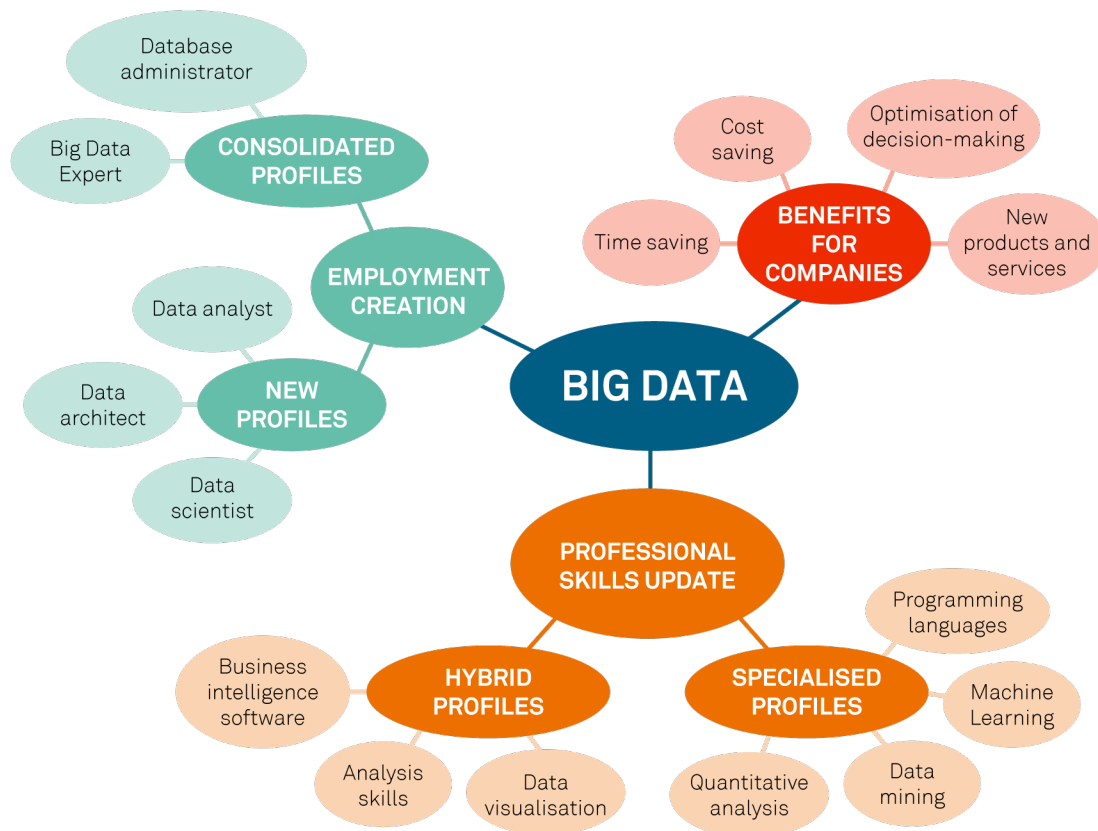 Database
administrator
Big Data
Expert
CONSOLIDATED
PROFILES
EMPLOYMENT
CREATION
Data analyst
Data
architect
NEW
PROFILES
Data
scientist
Cost
saving
Optimisation of
decision-making
Time saving
BENEFITS
FOR
COMPANIES
New
products and
services
BIG DATA
PROFESSIONAL
SKILLS UPDATE
Business
intelligence
software
HYBRID
PROFILES
Analysis
skills
Data
visualisation
SPECIALISED
PROFILES
Programming
languages
Machine
Learning
Quantitative
analysis
Data
mining